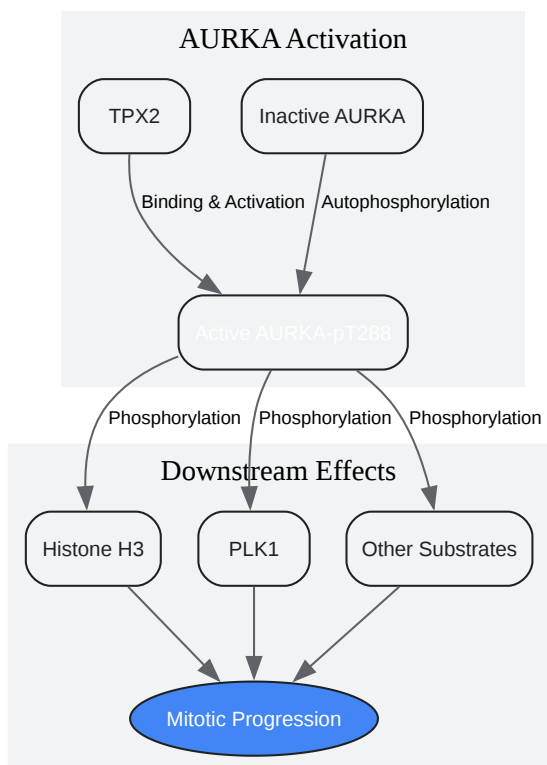 AURKA Activation
TPX2
Inactive AURKA
Binding & Activation
Autophosphorylation
Active AURKA-pT288
Phosphorylation
Phosphorylation
Phosphorylation
Downstream Effects
Histone H3
PLK1
Other Substrates
Mitotic Progression